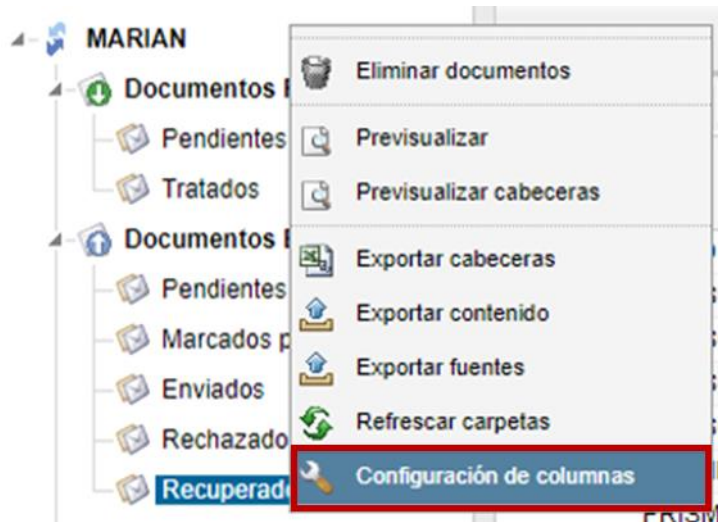 MARIAN
Documentos
Pendientes
Tratados
Documentos
Pendientes
Marcados
Enviados
Rechazado
Recuperad
Eliminar documentos
Previsualizar
Previsualizar cabeceras
Exportar cabeceras
Exportar contenido
Exportar fuentes
Refrescar carpetas
Configuración de columnas